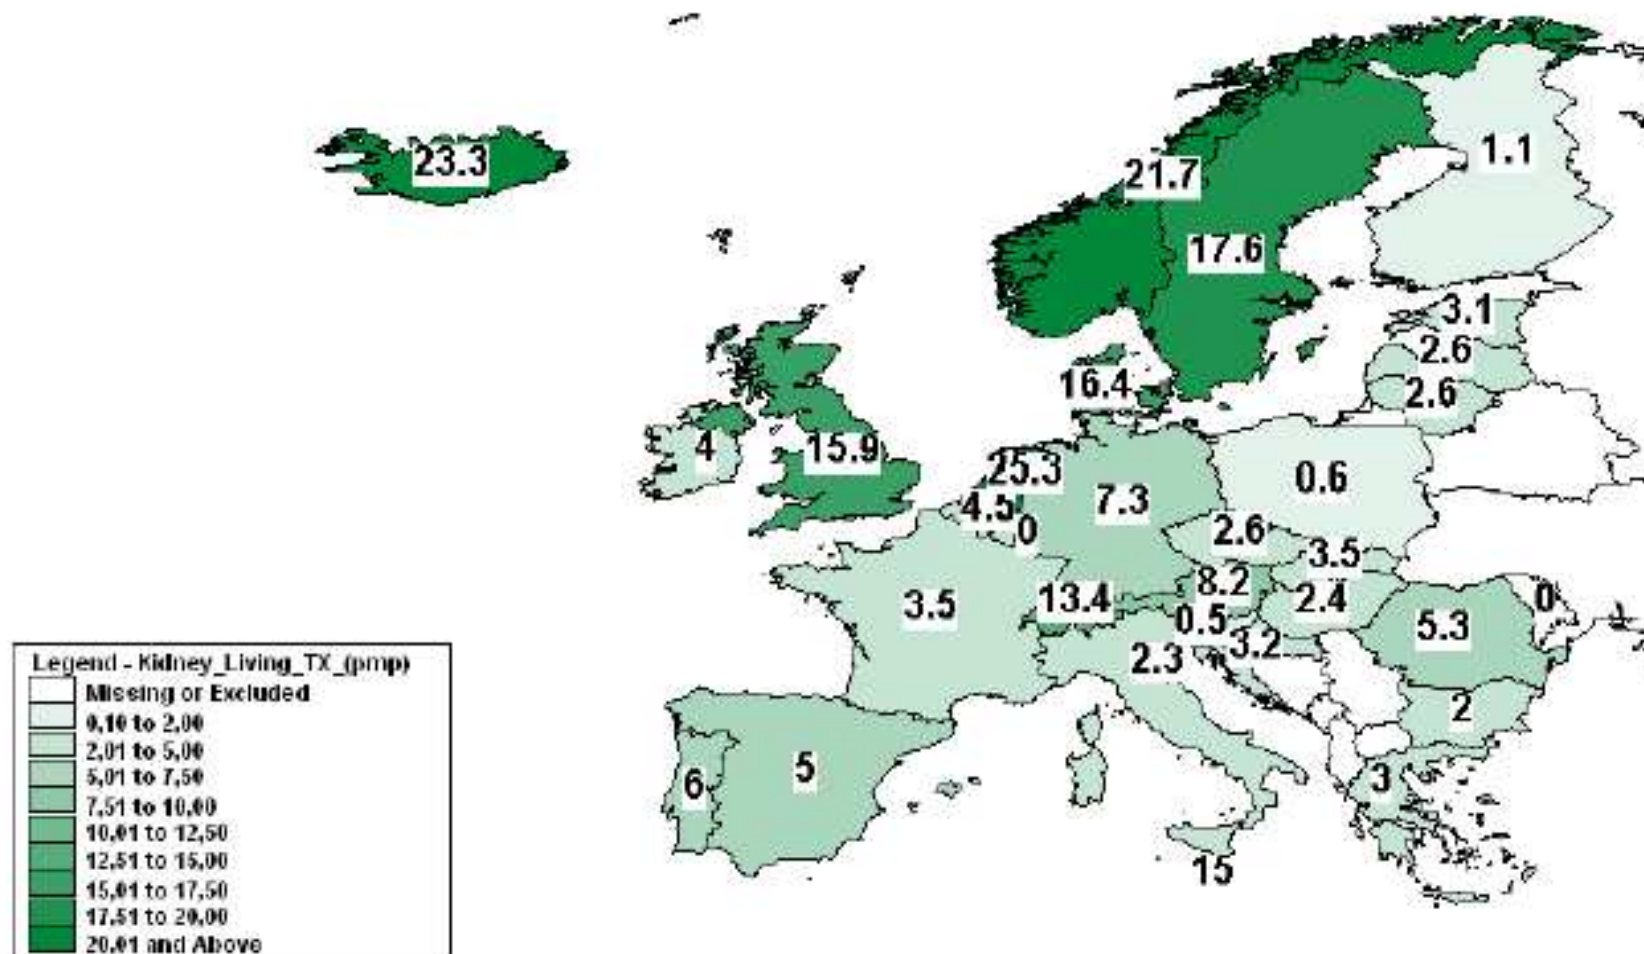 23.3
21.7
1.1
17.6
3.1
2.6
16.4
2.6
4
15.9
25.3
7.3
0.6
4.5
0
2.6
3.5
8.2
3.5
13.4
2.4
0
0.5
5.3
3.2
2.3
2
6
5
3
15
Legend - Kidney_Living_TX_(pmp)
Missing or Excluded
0,10 to 2,00
2,01 to 5,00
5,01 to 7,50
7,51 to 10,00
10,01 to 12,50
12,51 to 15,00
15,01 to 17,50
17,51 to 20,00
20,01 and Above